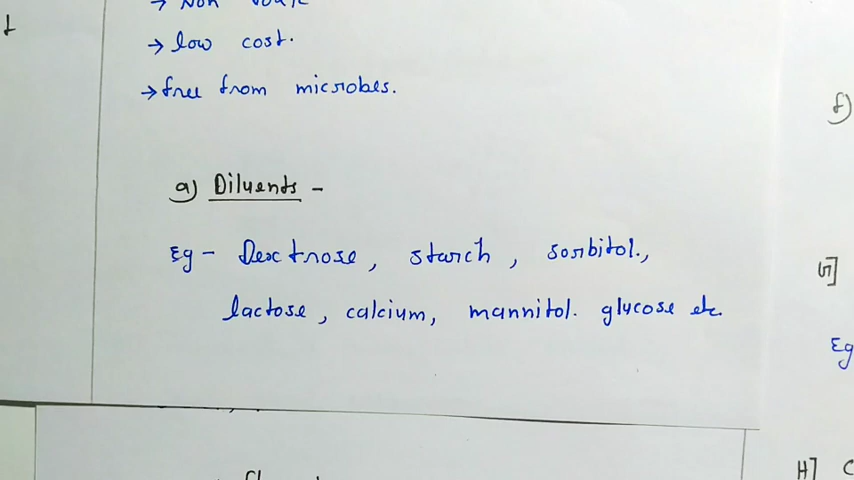 → low cost.
→ free from microbes.
a) Diluents -
Eg - Dextrose, starch, sorbitol.,
lactose, calcium, mannitol. glucose etc.
f)
G]
Eg
H] C